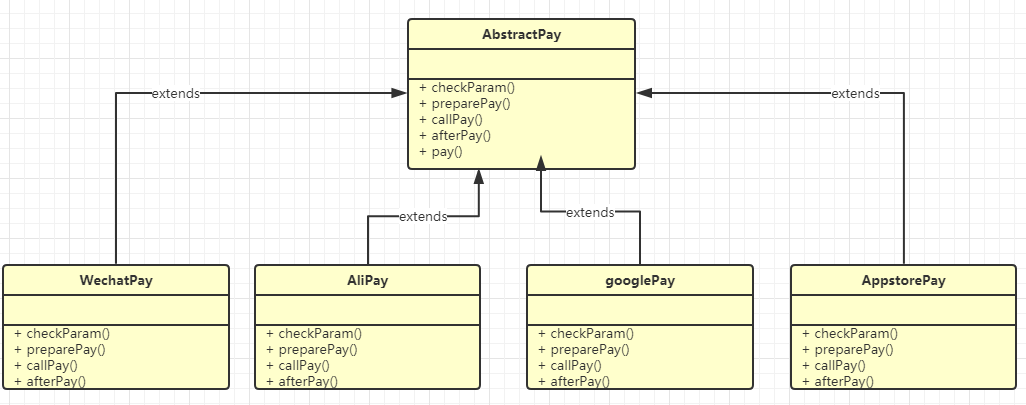 AbstractPay
+ checkParam()
+ preparePay()
+ callPay()
+ afterPay()
+ pay()
extends
extends
extends
extends
WechatPay
+ checkParam()
+ preparePay()
+ callPay()
+ afterPay()
AliPay
+ checkParam()
+ preparePay()
+ callPay()
+ afterPay()
googlePay
+ checkParam()
+ preparePay()
+ callPay()
+ afterPay()
AppstorePay
+ checkParam()
+ preparePay()
+ callPay()
+ afterPay()